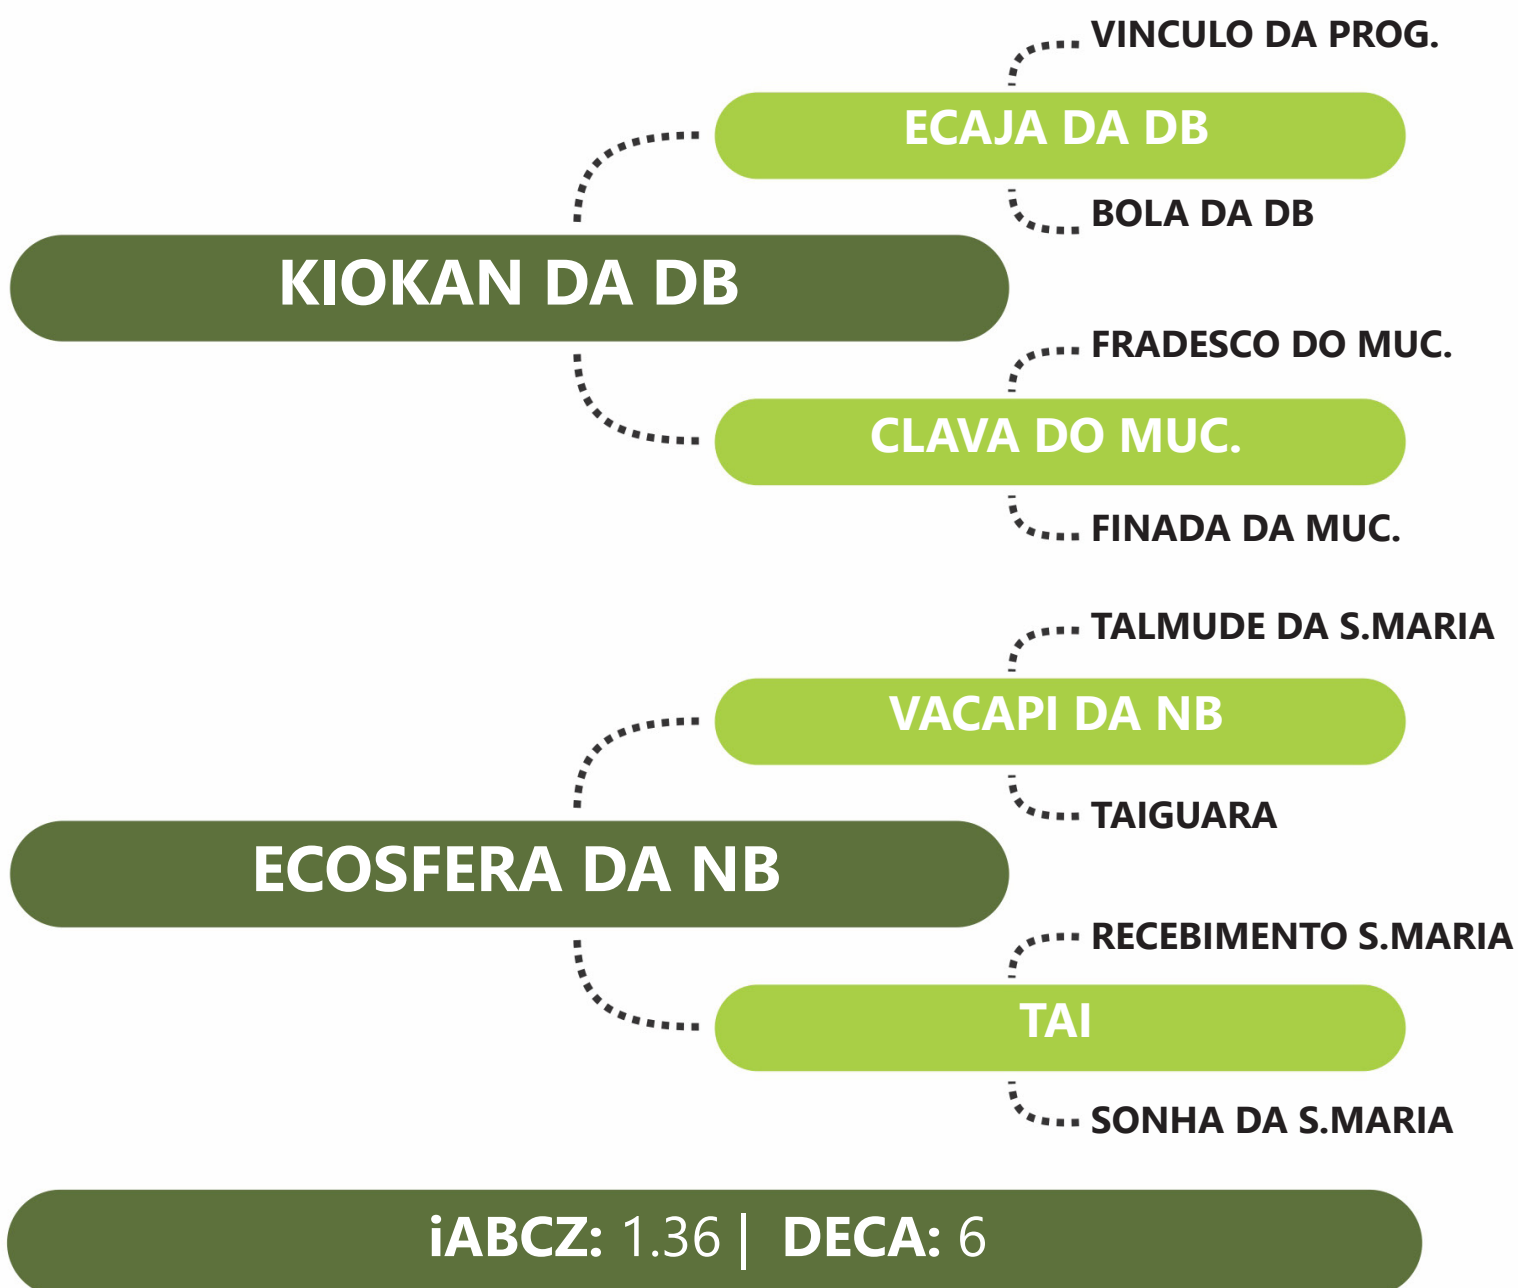 VINCULO DA PROG.
ECAJA DA DB
BOLA DA DB
KIOKAN DA DB
FRADESCO DO MUC.
CLAVA DO MUC.
FINADA DA MUC.
TALMUDE DA S.MARIA
VACAPI DA NB
TAIGUARA
ECOSFERA DA NB
RECEBIMENTO S.MARIA
TAI
SONHA DA S.MARIA
iABCZ: 1.36 | DECA: 6